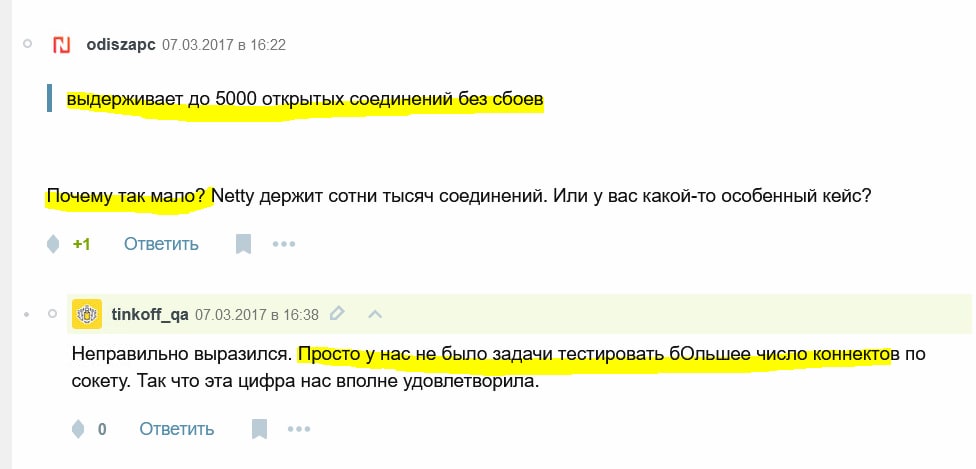 odiszapc 07.03.2017 в 16:22
выдерживает до 5000 открытых соединений без сбоев
Почему так мало? Netty держит сотни тысяч соединений. Или у вас какой-то особенный кейс?
+1 Ответить
tinkoff_qa 07.03.2017 в 16:38
Неправильно выразился. Просто у нас не было задачи тестировать бОльшее число коннектов по
сокету. Так что эта цифра нас вполне удовлетворила.
0 Ответить